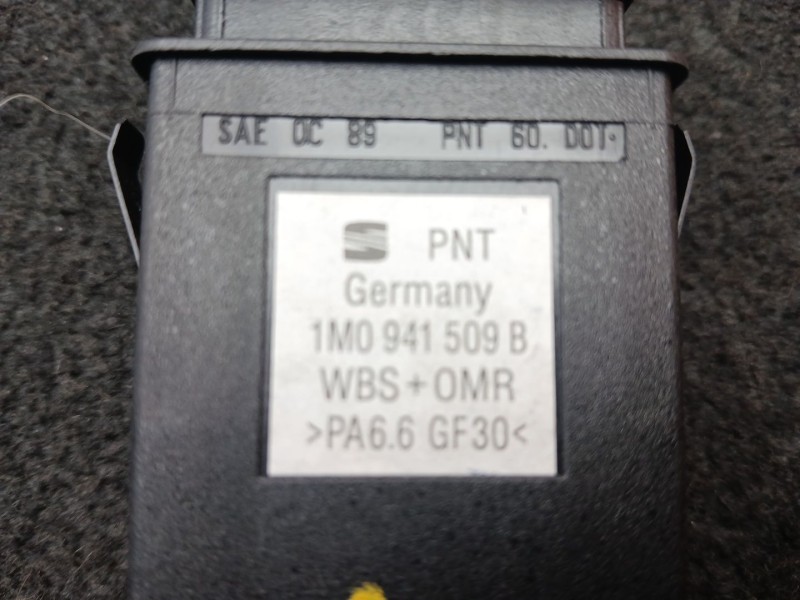 SAE OC 89 PNT 60. DOT.
PNT
Germany
1M0 941 509 B
WBS+OMR
>PA6.6 GF30<